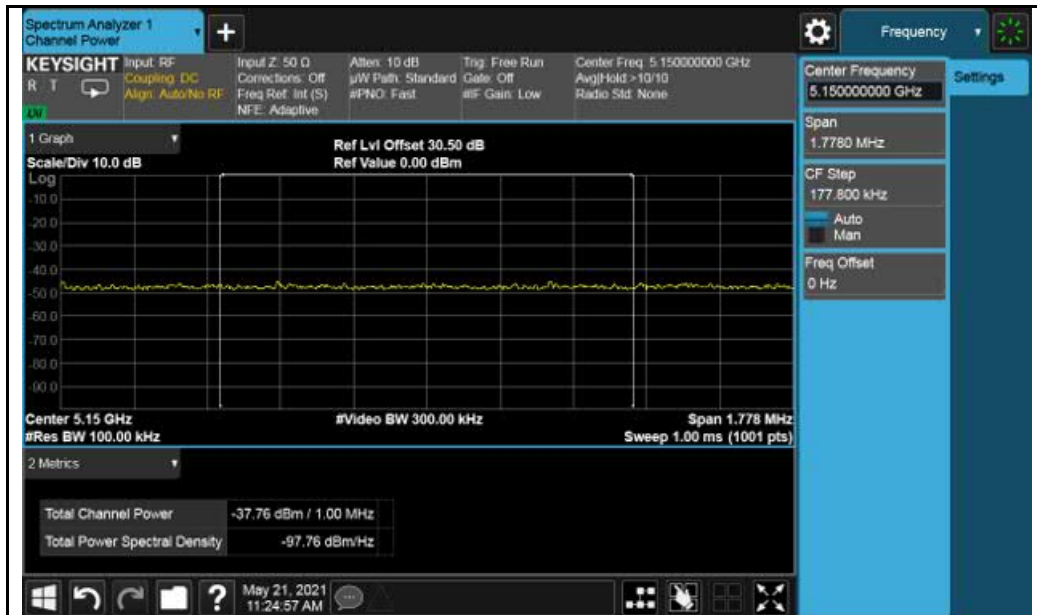 Spectrum Analyzer 1
Channel Power
+
Frequency
KEYSIGHT
R T
Input: RF
Coupling: DC
Align: Auto/No RF
Input Z: 50 Ω
Corrections: Off
Freq Ref: Int (S)
NFE: Adaptive
Atten: 10 dB
µW Path: Standard
#PNO: Fast
Trig: Free Run
Gate: Off
#IF Gain: Low
Center Freq: 5.150000000 GHz
Avg|Hold >10/10
Radio Std: None
Center Frequency
5.150000000 GHz
Settings
Span
1.7780 MHz
CF Step
177.800 kHz
Auto
Man
Freq Offset
0 Hz
1 Graph
Scale/Div 10.0 dB
Ref Lvl Offset 30.50 dB
Ref Value 0.00 dBm
Log
-10.0
-20.0
-30.0
-40.0
-50.0
-60.0
-70.0
-80.0
-90.0
Center 5.15 GHz
#Video BW 300.00 kHz
Span 1.778 MHz
#Res BW 100.00 kHz
Sweep 1.00 ms (1001 pts)
2 Metrics
Total Channel Power -37.76 dBm / 1.00 MHz
Total Power Spectral Density -97.76 dBm/Hz
?
May 21, 2021
11:24:57 AM